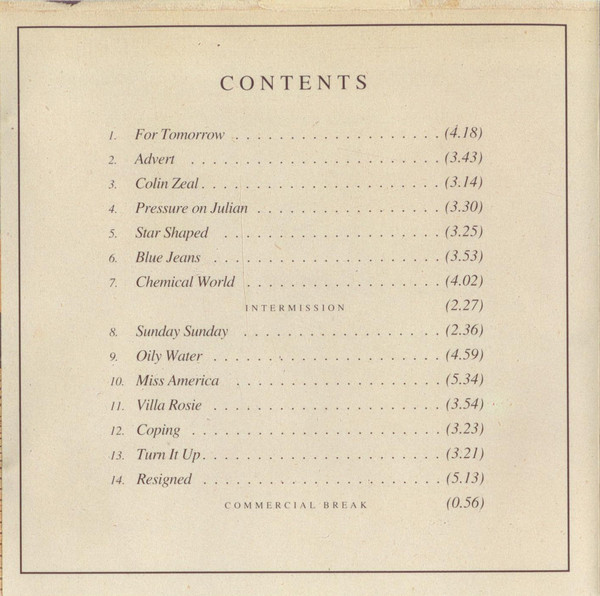 CONTENTS
1. For Tomorrow . . . . . . . . . . . . . . . . . . . . (4.18)
2. Advert . . . . . . . . . . . . . . . . . . . . . . . . (3.43)
3. Colin Zeal . . . . . . . . . . . . . . . . . . . . . . . (3.14)
4. Pressure on Julian . . . . . . . . . . . . . . . . . . (3.30)
5. Star Shaped . . . . . . . . . . . . . . . . . . . . . (3.25)
6. Blue Jeans . . . . . . . . . . . . . . . . . . . . . . (3.53)
7. Chemical World . . . . . . . . . . . . . . . . . . . (4.02)
INTERMISSION (2.27)
8. Sunday Sunday . . . . . . . . . . . . . . . . . . . (2.36)
9. Oily Water . . . . . . . . . . . . . . . . . . . . . . (4.59)
10. Miss America . . . . . . . . . . . . . . . . . . . . (5.34)
11. Villa Rosie . . . . . . . . . . . . . . . . . . . . . . (3.54)
12. Coping . . . . . . . . . . . . . . . . . . . . . . . . (3.23)
13. Turn It Up . . . . . . . . . . . . . . . . . . . . . . . (3.21)
14. Resigned . . . . . . . . . . . . . . . . . . . . . . . (5.13)
COMMERCIAL BREAK (0.56)